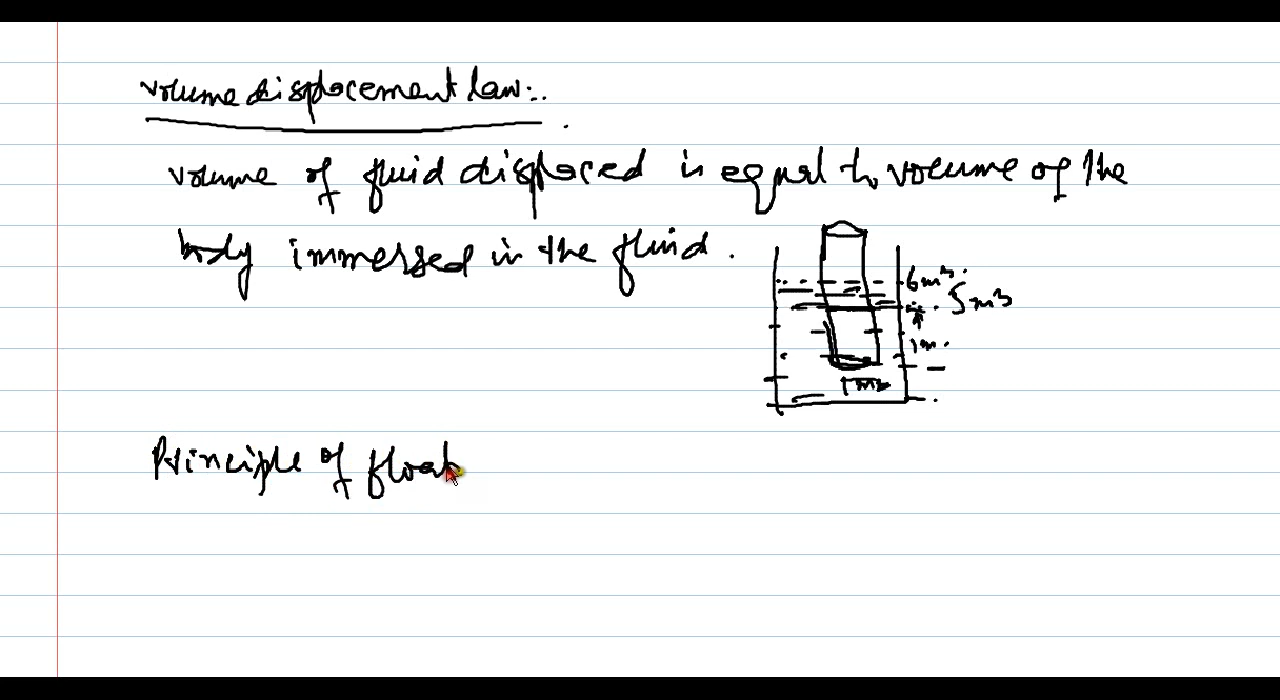 volume displacement law:.
volume of fluid displaced is equal to volume of the
body immersed in the fluid.
6m³.
5m³
1m.
1m³
Principle of float